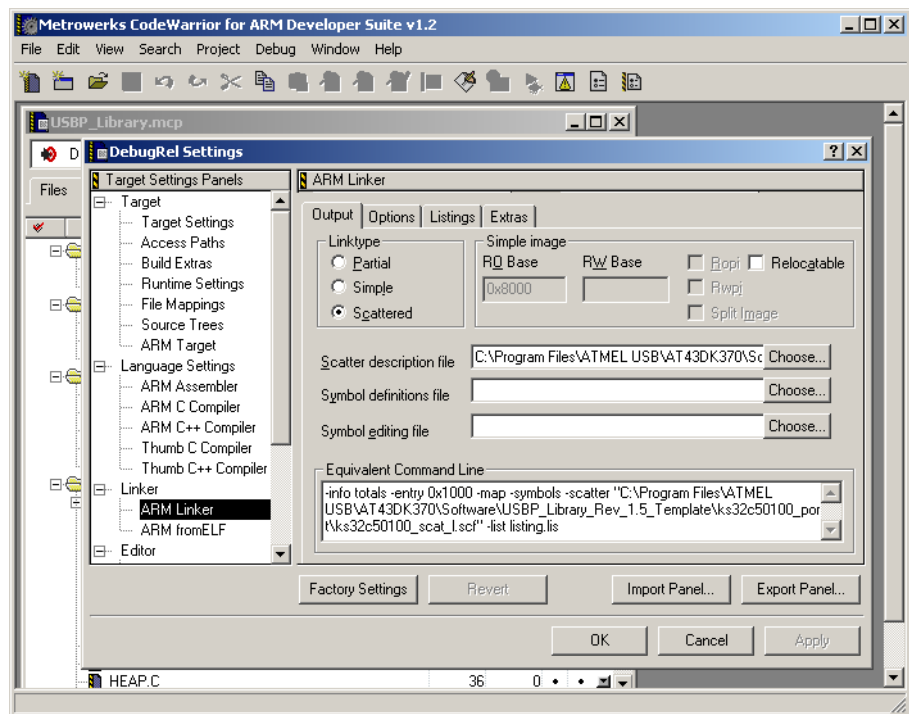 Metrowerks CodeWarrior for ARM Developer Suite v1.2
File Edit View Search Project Debug Window Help
USBP_Library.mcp
D
Files
DebugRel Settings
Target Settings Panels
Target
Target Settings
Access Paths
Build Extras
Runtime Settings
File Mappings
Source Trees
ARM Target
Language Settings
ARM Assembler
ARM C Compiler
ARM C++ Compiler
Thumb C Compiler
Thumb C++ Compiler
Linker
ARM Linker
ARM fromELF
Editor
ARM Linker
Output Options Listings Extras
Linktype
Partial
Simple
Scattered
Simple image
RO Base RW Base
0x8000
Ropi Relocatable
Rwpi
Split Image
Scatter description file C:\Program Files\ATMEL USB\AT43DK370\Sc Choose...
Symbol definitions file Choose...
Symbol editing file Choose...
Equivalent Command Line
-info totals -entry 0x1000 -map -symbols -scatter "C:\Program Files\ATMEL
USB\AT43DK370\Software\USBP_Library_Rev_1.5_Template\ks32c50100_por
t\ks32c50100_scat_l.scf" -list listing.lis
Factory Settings Revert Import Panel... Export Panel...
OK Cancel Apply
HEAP.C 36 0